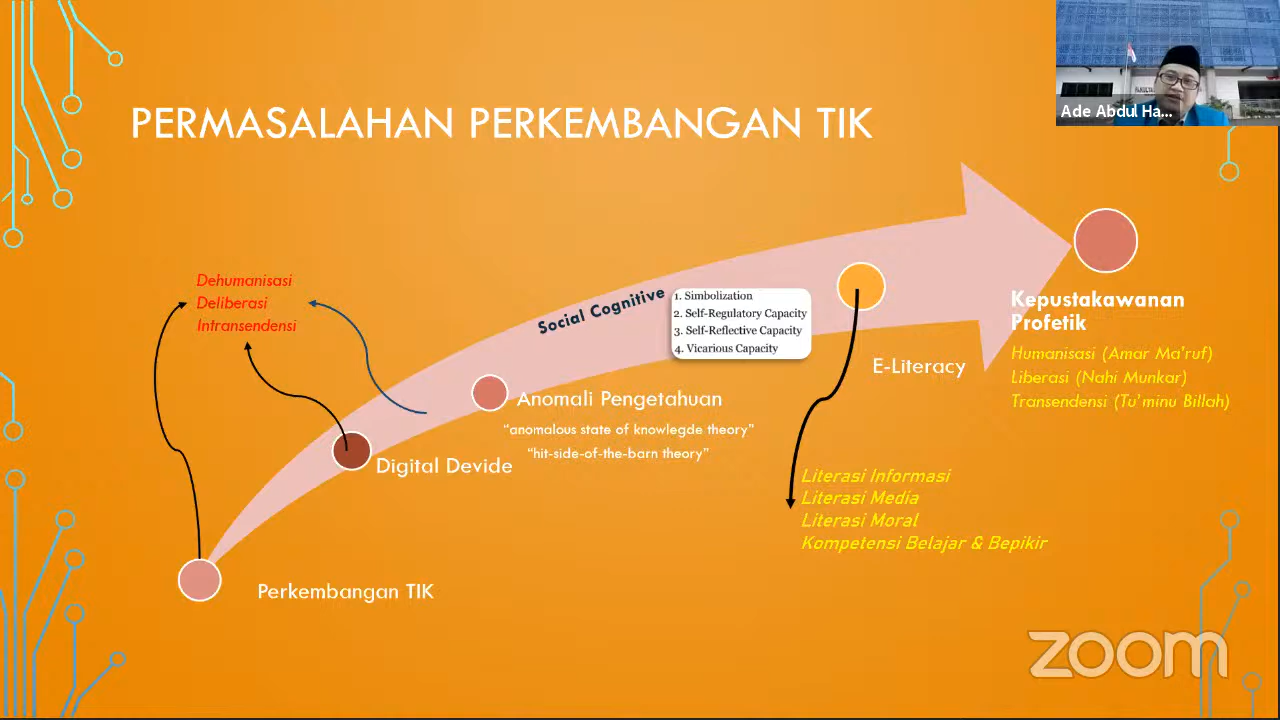 PERMASALAHAN PERKEMBANGAN TIK
Ade Abdul Ha...
Dehumanisasi
Deliberasi
Intransendensi
Social Cognitive
1. Simbolization
2. Self-Regulatory Capacity
3. Self-Reflective Capacity
4. Vicarious Capacity
Kepustakawanan
Profetik
Humanisasi (Amar Ma'ruf)
Liberasi (Nahi Munkar)
Transendensi (Tu'minu Billah)
E-Literacy
Anomali Pengetahuan
"anomalous state of knowlegde theory"
"hit-side-of-the-barn theory"
Digital Devide
Literasi Informasi
Literasi Media
Literasi Moral
Kompetensi Belajar & Bepikir
Perkembangan TIK
zoom